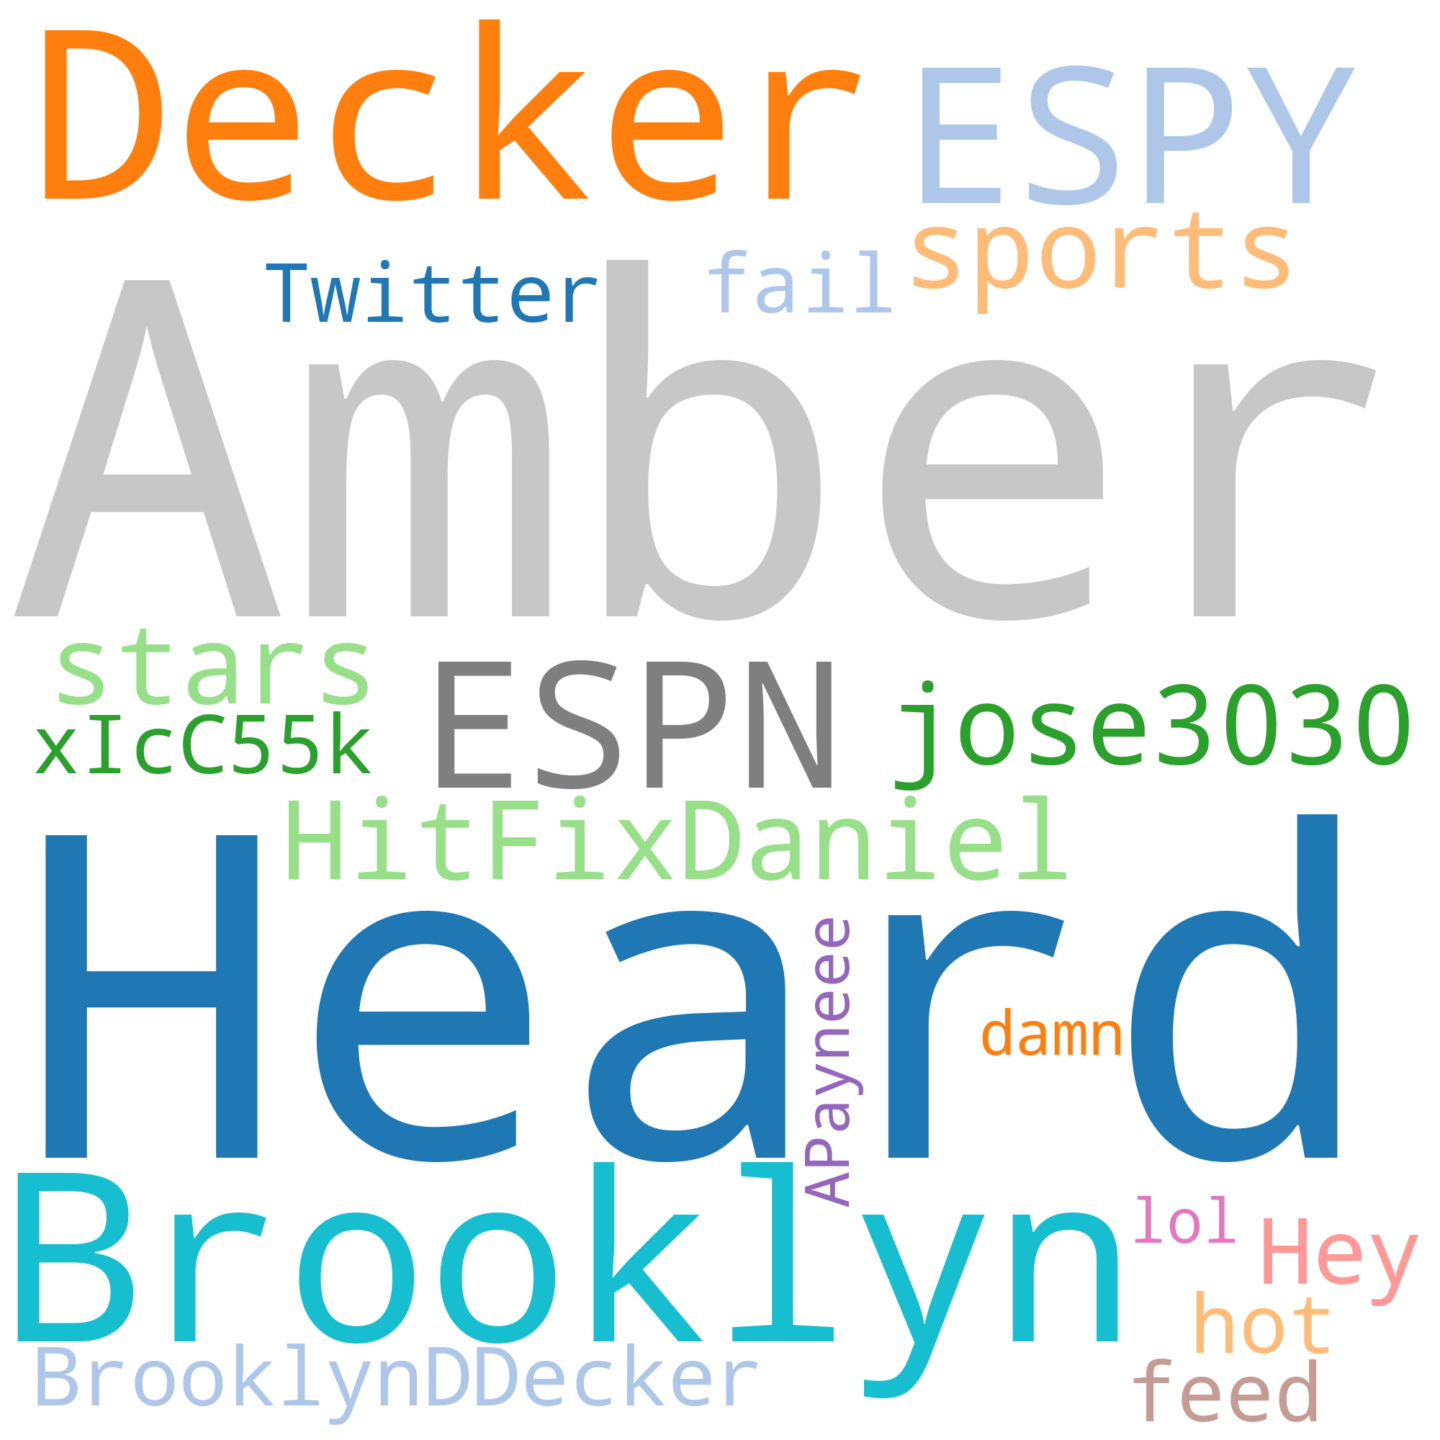 Decker
ESPY
sports
Twitter
fail
Amber
stars
ESPN
jose3030
xIcC55k
HitFixDaniel
Heard
APayneee
damn
Brooklyn
lol
Hey
hot
BrooklynDDecker
feed